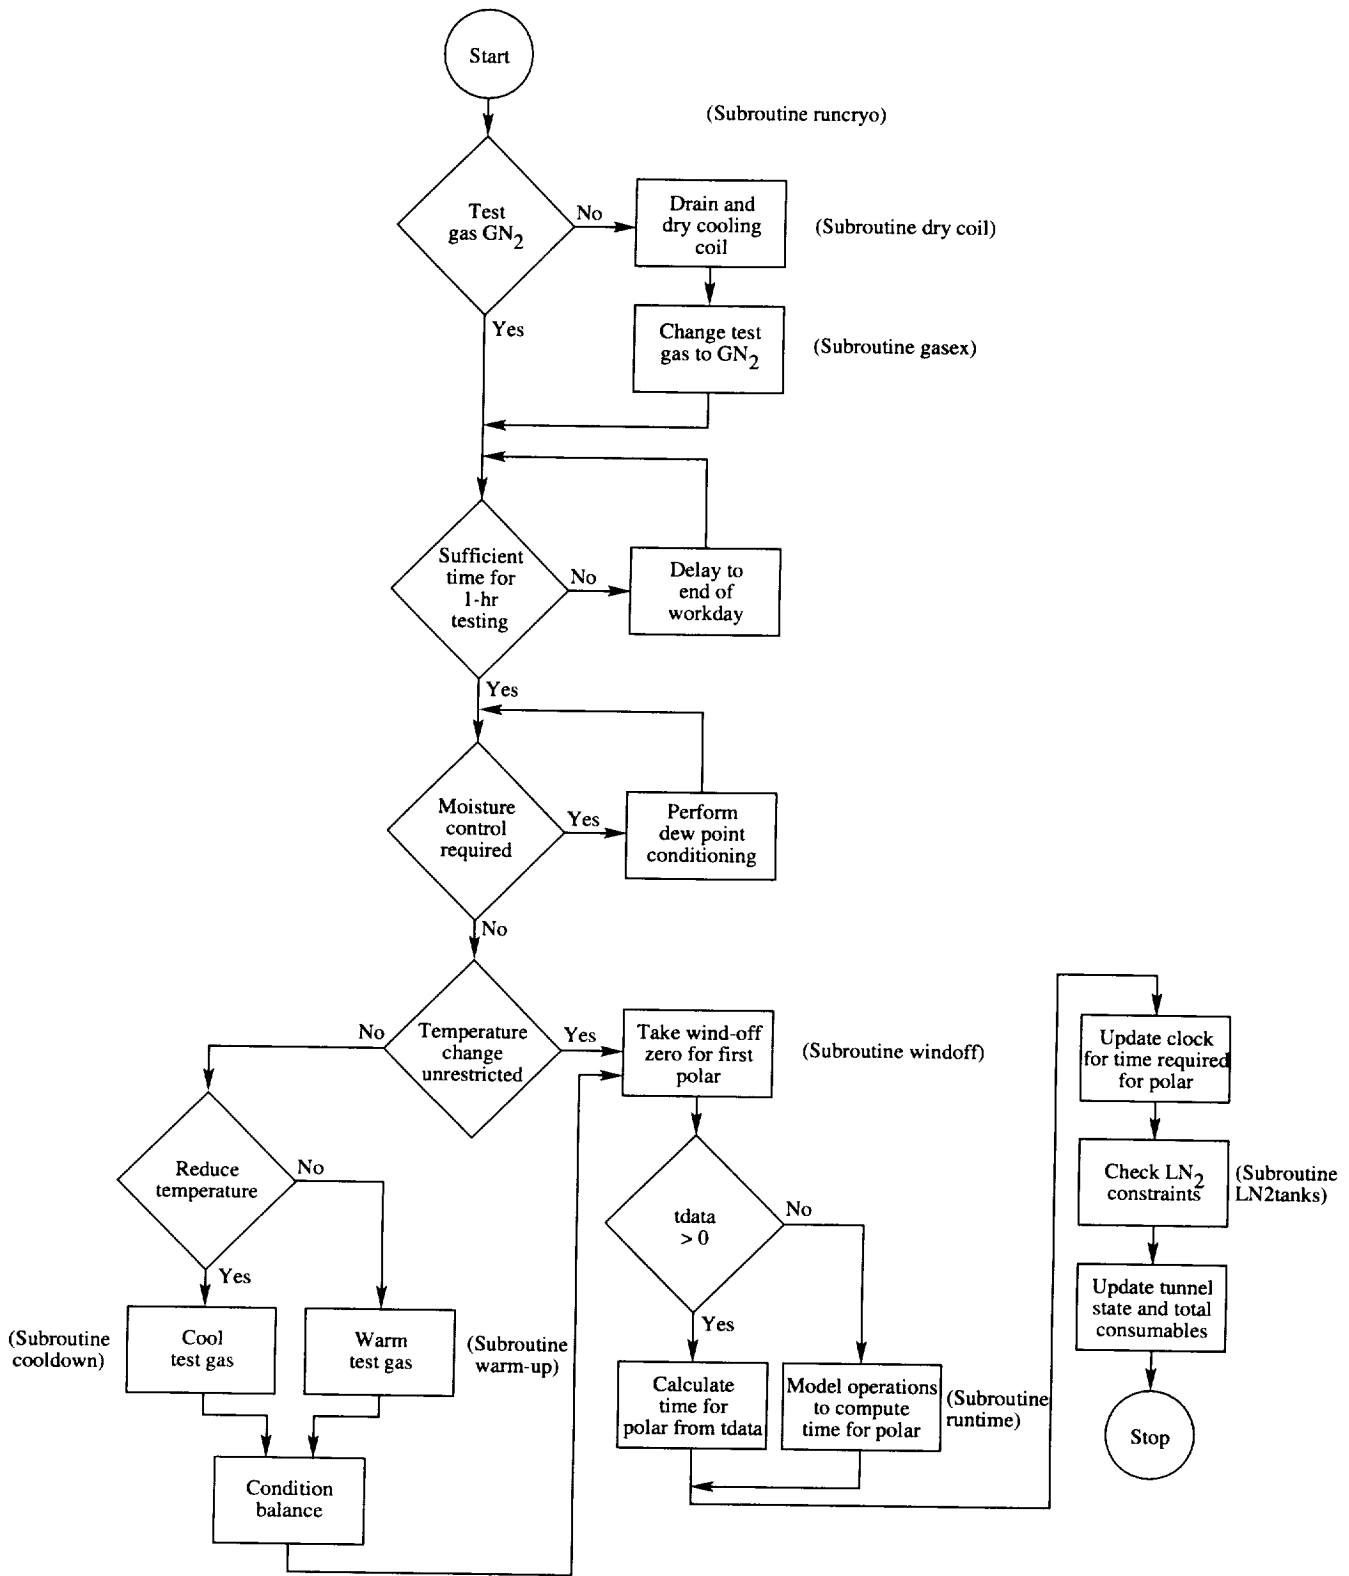 Start
(Subroutine runcryo)
Test
gas GN2
No
Drain and
dry cooling
coil
(Subroutine dry coil)
Yes
Change test
gas to GN2
(Subroutine gasex)
Sufficient
time for
1-hr
testing
No
Delay to
end of
workday
Yes
Moisture
control
required
Yes
Perform
dew point
conditioning
No
Temperature
change
unrestricted
No
Yes
Take wind-off
zero for first
polar
(Subroutine windoff)
Reduce
temperature
No
Yes
(Subroutine
cooldown)
Cool
test gas
Warm
test gas
(Subroutine
warm-up)
Condition
balance
tdata
> 0
No
Yes
Calculate
time for
polar from tdata
Model operations
to compute
time for polar
(Subroutine
runtime)
Update clock
for time required
for polar
Check LN2
constraints
(Subroutine
LN2tanks)
Update tunnel
state and total
consumables
Stop